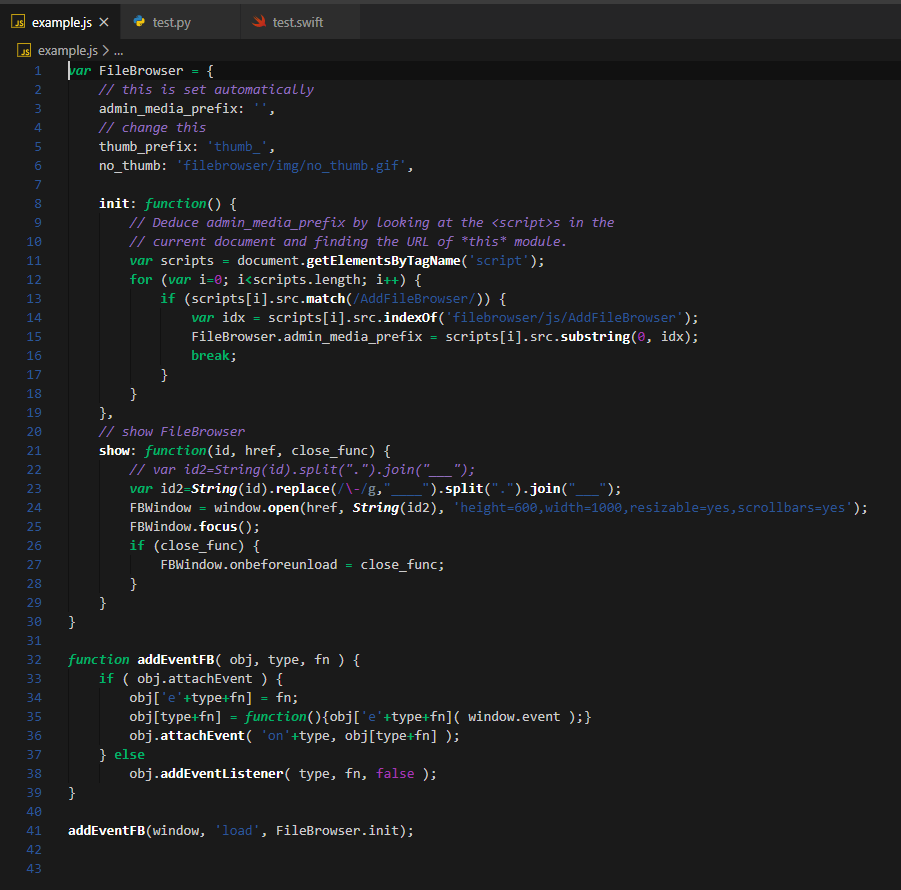 JS example.js × test.py test.swift
JS example.js > ...
1 var FileBrowser = {
2 // this is set automatically
3 admin_media_prefix: '',
4 // change this
5 thumb_prefix: 'thumb_',
6 no_thumb: 'filebrowser/img/no_thumb.gif',
7
8 init: function() {
9 // Deduce admin_media_prefix by looking at the <script>s in the
10 // current document and finding the URL of *this* module.
11 var scripts = document.getElementsByTagName('script');
12 for (var i=0; i<scripts.length; i++) {
13 if (scripts[i].src.match(/AddFileBrowser/)) {
14 var idx = scripts[i].src.indexOf('filebrowser/js/AddFileBrowser');
15 FileBrowser.admin_media_prefix = scripts[i].src.substring(0, idx);
16 break;
17 }
18 }
19 },
20 // show FileBrowser
21 show: function(id, href, close_func) {
22 // var id2=String(id).split(".").join("___");
23 var id2=String(id).replace(/\-/g,"____").split(".").join("___");
24 FBWindow = window.open(href, String(id2), 'height=600,width=1000,resizable=yes,scrollbars=yes');
25 FBWindow.focus();
26 if (close_func) {
27 FBWindow.onbeforeunload = close_func;
28 }
29 }
30 }
31
32 function addEventFB( obj, type, fn ) {
33 if ( obj.attachEvent ) {
34 obj['e'+type+fn] = fn;
35 obj[type+fn] = function(){obj['e'+type+fn]( window.event );}
36 obj.attachEvent( 'on'+type, obj[type+fn] );
37 } else
38 obj.addEventListener( type, fn, false );
39 }
40
41 addEventFB(window, 'load', FileBrowser.init);
42
43